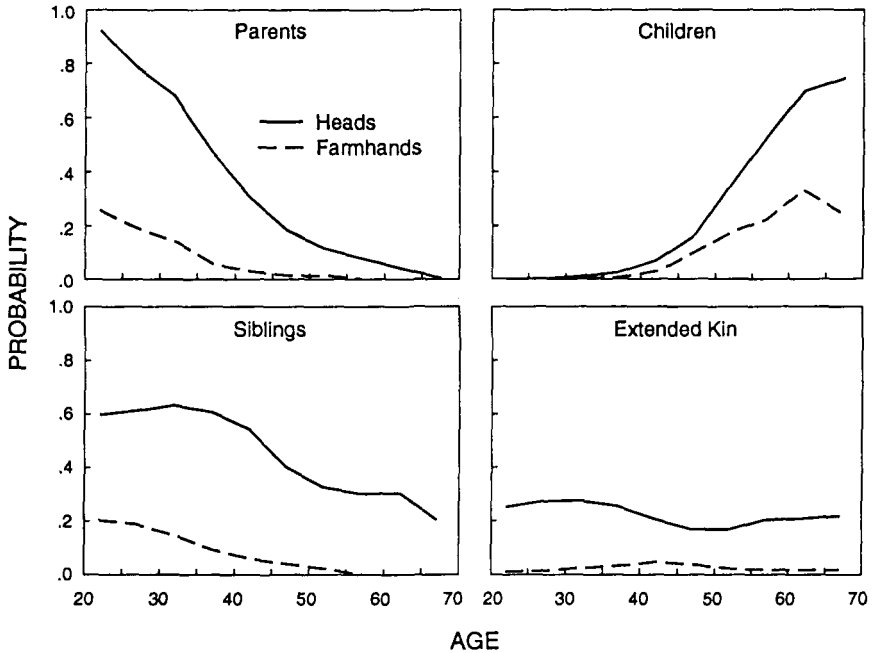 Parents
Children
1.0
.8
.6
.4
.2
.0
Heads
Farmhands
PROBABILITY
Siblings
Extended Kin
1.0
.8
.6
.4
.2
.0
20 30 40 50 60 70
20 30 40 50 60 70
AGE